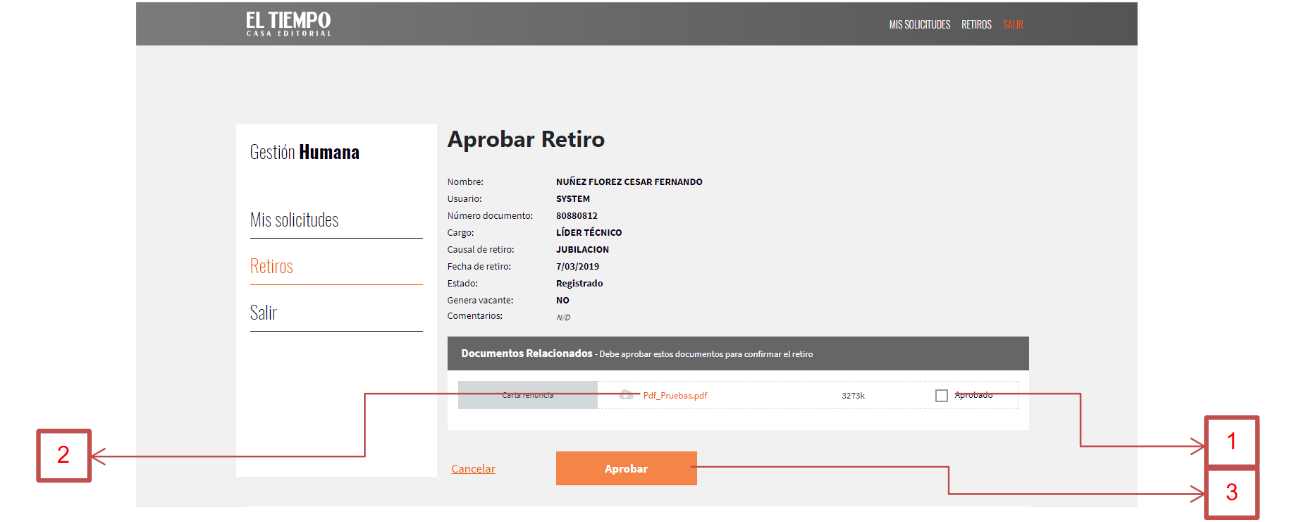 EL TIEMPO
CASA EDITORIAL
MIS SOLICITUDES RETIROS SALIR
Gestión Humana
Mis solicitudes
Retiros
Salir
Aprobar Retiro
Nombre: NUÑEZ FLOREZ CESAR FERNANDO
Usuario: SYSTEM
Número documento: 80880812
Cargo: LÍDER TÉCNICO
Causal de retiro: JUBILACION
Fecha de retiro: 7/03/2019
Estado: Registrado
Genera vacante: NO
Comentarios: N/D
Documentos Relacionados - Debe aprobar estos documentos para confirmar el retiro
Carta renuncia Pdf_Pruebas.pdf 3273k Aprobado
Cancelar Aprobar
2
1
3